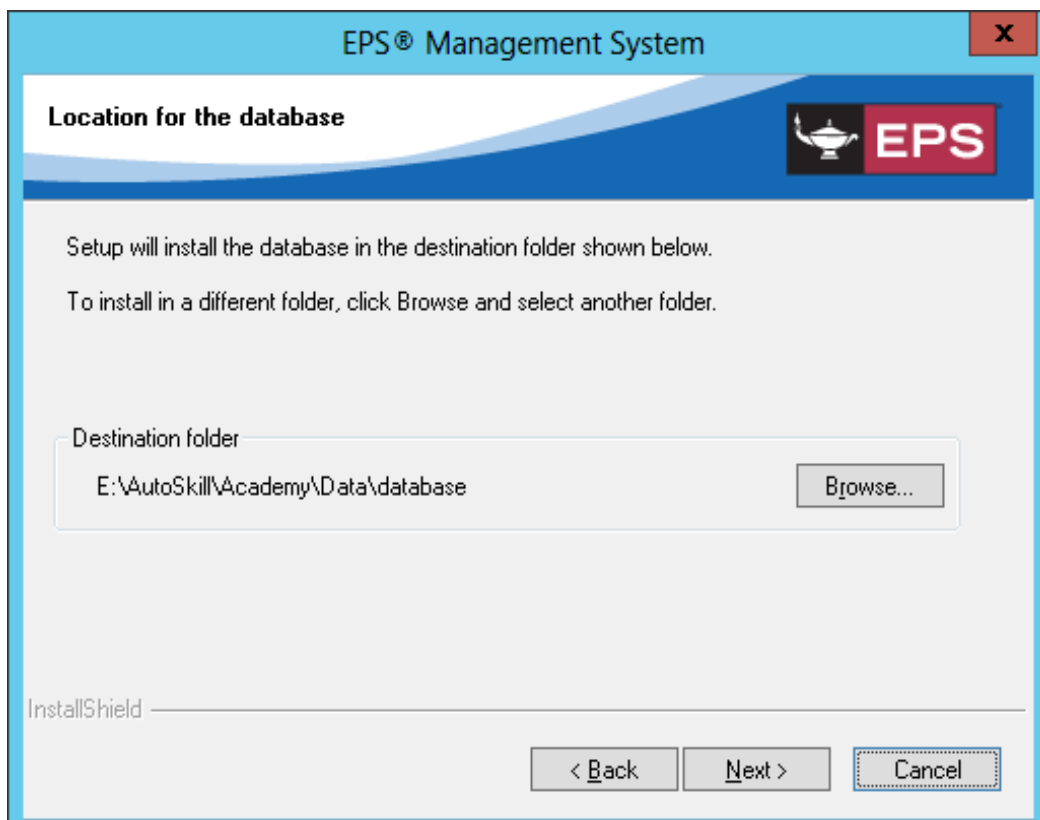 EPS® Management System
x
Location for the database
EPS
Setup will install the database in the destination folder shown below.
To install in a different folder, click Browse and select another folder.
Destination folder
E:\AutoSkill\Academy\Data\database
Browse...
InstallShield
< Back
Next >
Cancel